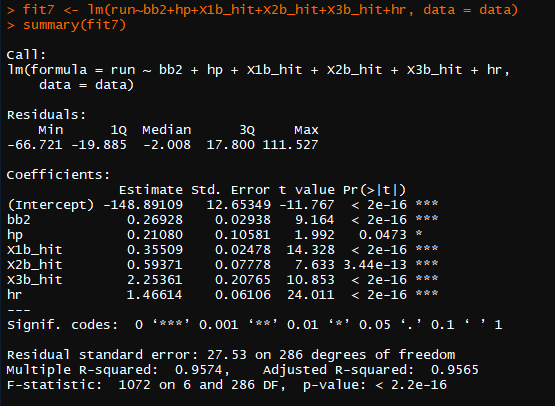 > fit7 <- lm(run~bb2+hp+X1b_hit+X2b_hit+X3b_hit+hr, data = data)
> summary(fit7)
Call:
lm(formula = run ~ bb2 + hp + X1b_hit + X2b_hit + X3b_hit + hr,
    data = data)
Residuals:
    Min      1Q  Median      3Q     Max
-66.721 -19.885  -2.008  17.800 111.527
Coefficients:
              Estimate Std. Error t value Pr(>|t|)
(Intercept) -148.89109   12.65349 -11.767  < 2e-16 ***
bb2            0.26928    0.02938   9.164  < 2e-16 ***
hp             0.21080    0.10581   1.992   0.0473 *
X1b_hit        0.35509    0.02478  14.328  < 2e-16 ***
X2b_hit        0.59371    0.07778   7.633 3.44e-13 ***
X3b_hit        2.25361    0.20765  10.853  < 2e-16 ***
hr             1.46614    0.06106  24.011  < 2e-16 ***
---
Signif. codes:  0 ‘***’ 0.001 ‘**’ 0.01 ‘*’ 0.05 ‘.’ 0.1 ‘ ’ 1
Residual standard error: 27.53 on 286 degrees of freedom
Multiple R-squared:  0.9574,    Adjusted R-squared:  0.9565
F-statistic:  1072 on 6 and 286 DF,  p-value: < 2.2e-16